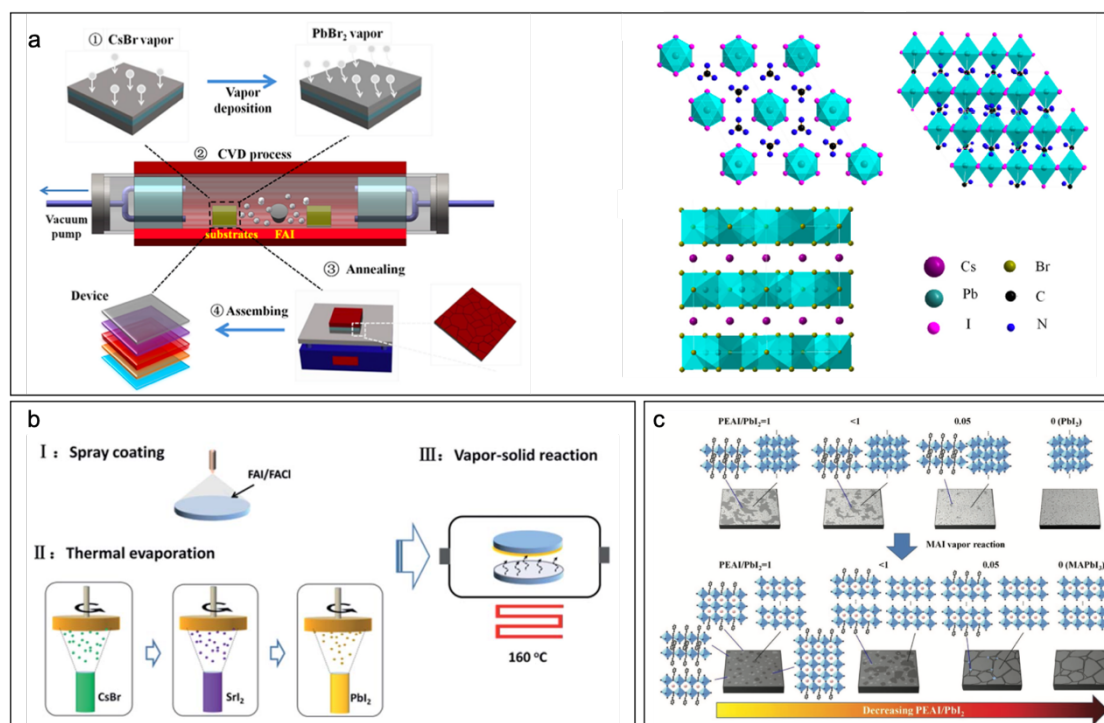 a
① CsBr vapor
PbBr₂ vapor
Vapor
deposition
② CVD process
Vacuum
pump
substrates FAI
③ Annealing
Device
④ Assembing
Cs
Br
Pb
C
I
N
b
Ⅰ： Spray coating
FAI/FACl
Ⅱ： Thermal evaporation
CsBr
SrI₂
PbI₂
Ⅲ： Vapor-solid reaction
160 °C
c
PEAI/PbI₂=1 <1 0.05 0 (PbI₂)
MAI vapor reaction
PEAI/PbI₂=1 <1 0.05 0 (MAPbI₃)
Decreasing PEAI/PbI₂